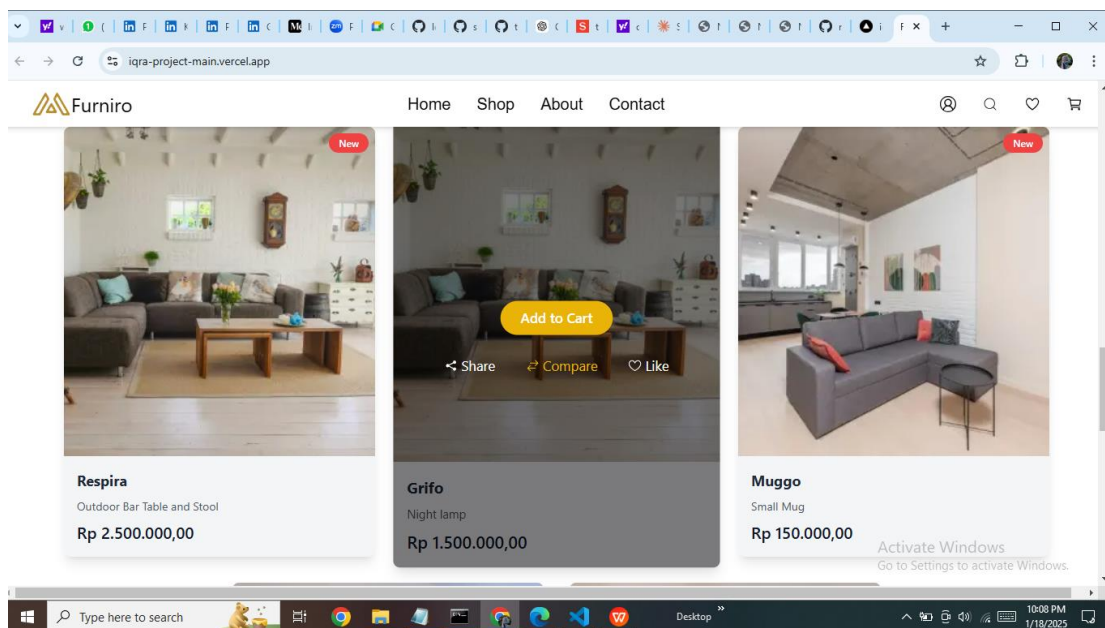 iqra-project-main.vercel.app
Furniro
Home Shop About Contact
New
New
Add to Cart
Share Compare Like
Respira
Outdoor Bar Table and Stool
Rp 2.500.000,00
Grifo
Night lamp
Rp 1.500.000,00
Muggo
Small Mug
Rp 150.000,00
Activate Windows
Go to Settings to activate Windows.
Type here to search
Desktop
10:08 PM
1/18/2025